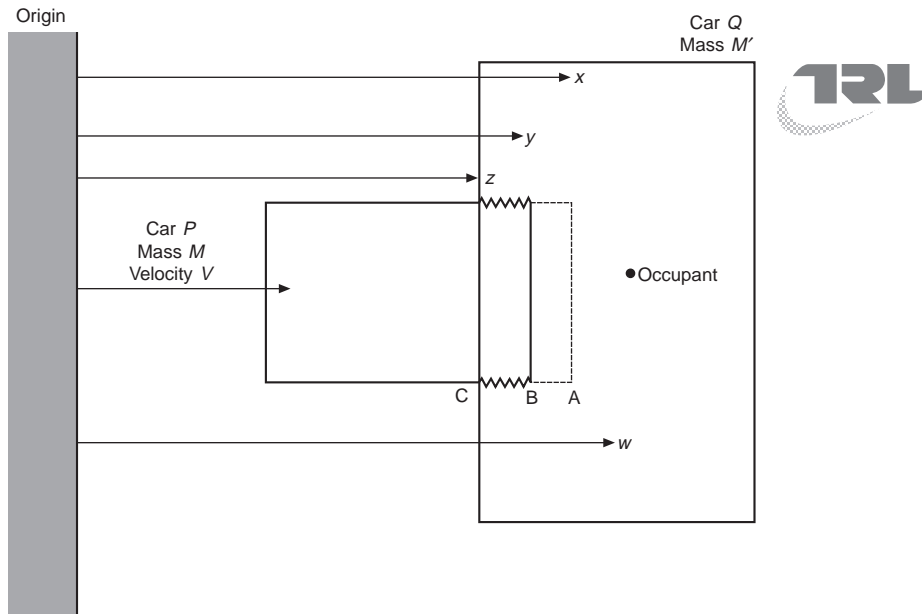 Origin
Car Q
Mass M′
TRL
x
y
z
Car P
Mass M
Velocity V
Occupant
C
B
A
w